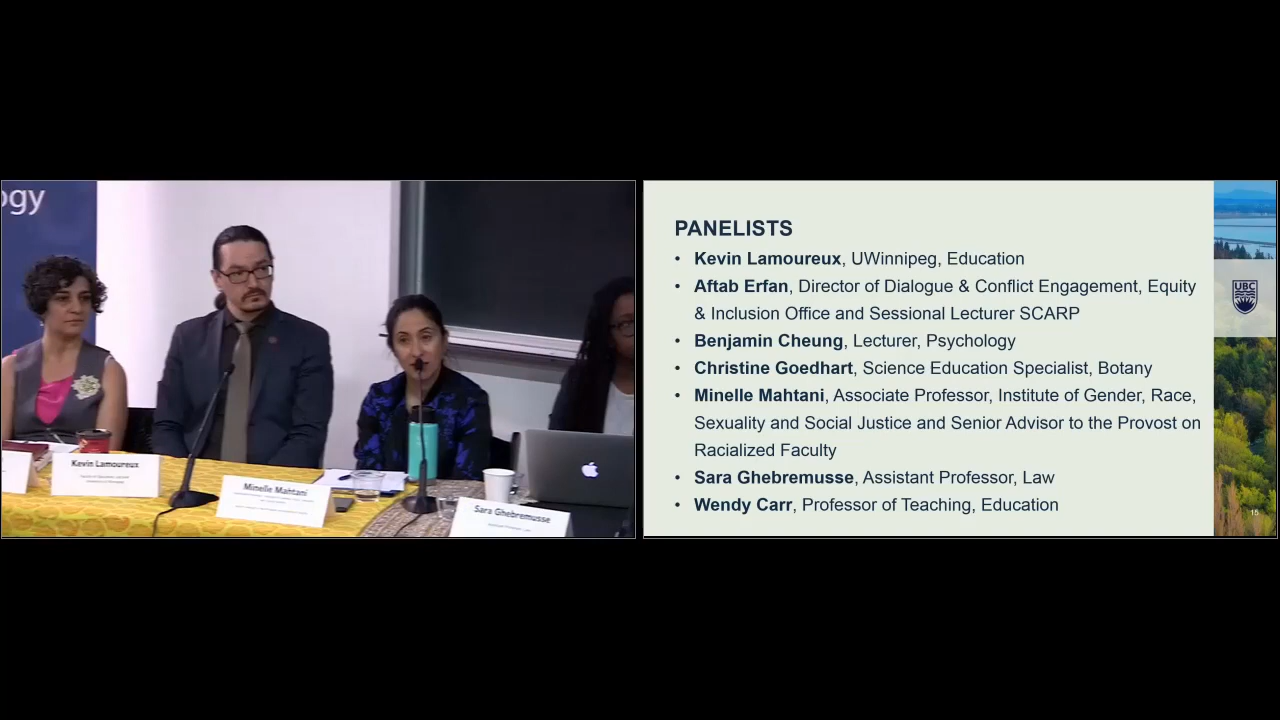 ogy
Kevin Lamoureux
Minelle Mahtani
Sara Ghebremusse
PANELISTS
• Kevin Lamoureux, UWinnipeg, Education
• Aftab Erfan, Director of Dialogue & Conflict Engagement, Equity
& Inclusion Office and Sessional Lecturer SCARP
• Benjamin Cheung, Lecturer, Psychology
• Christine Goedhart, Science Education Specialist, Botany
• Minelle Mahtani, Associate Professor, Institute of Gender, Race,
Sexuality and Social Justice and Senior Advisor to the Provost on
Racialized Faculty
• Sara Ghebremusse, Assistant Professor, Law
• Wendy Carr, Professor of Teaching, Education
UBC
15